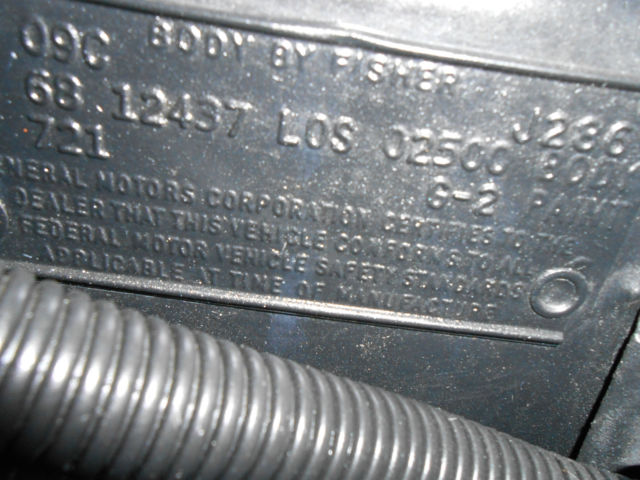 09C BODY BY FISHER J286
68 12437 LOS 02500 BODY
721 G-2 PAINT
GENERAL MOTORS CORPORATION CERTIFIES TO THE
DEALER THAT THIS VEHICLE CONFORMS TO ALL
FEDERAL MOTOR VEHICLE SAFETY STANDARDS
APPLICABLE AT TIME OF MANUFACTURE